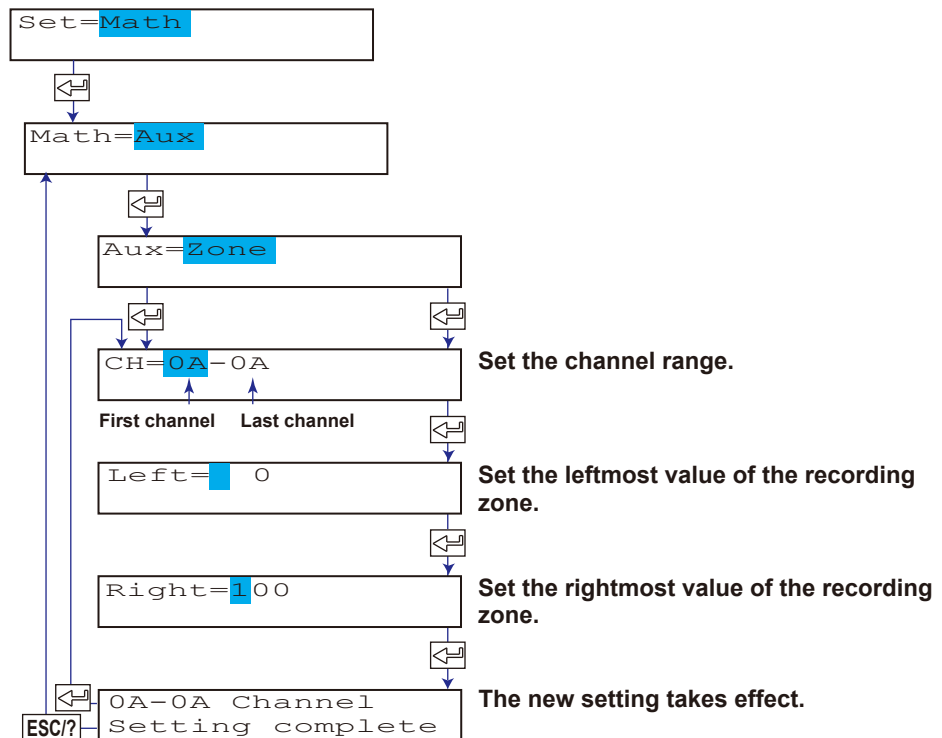 Set=Math
Math=Aux
Aux=Zone
CH=0A-0A
Set the channel range.
First channel
Last channel
Left= 0
Set the leftmost value of the recording
zone.
Right=100
Set the rightmost value of the recording
zone.
0A-0A Channel
Setting complete
The new setting takes effect.
ESC/?